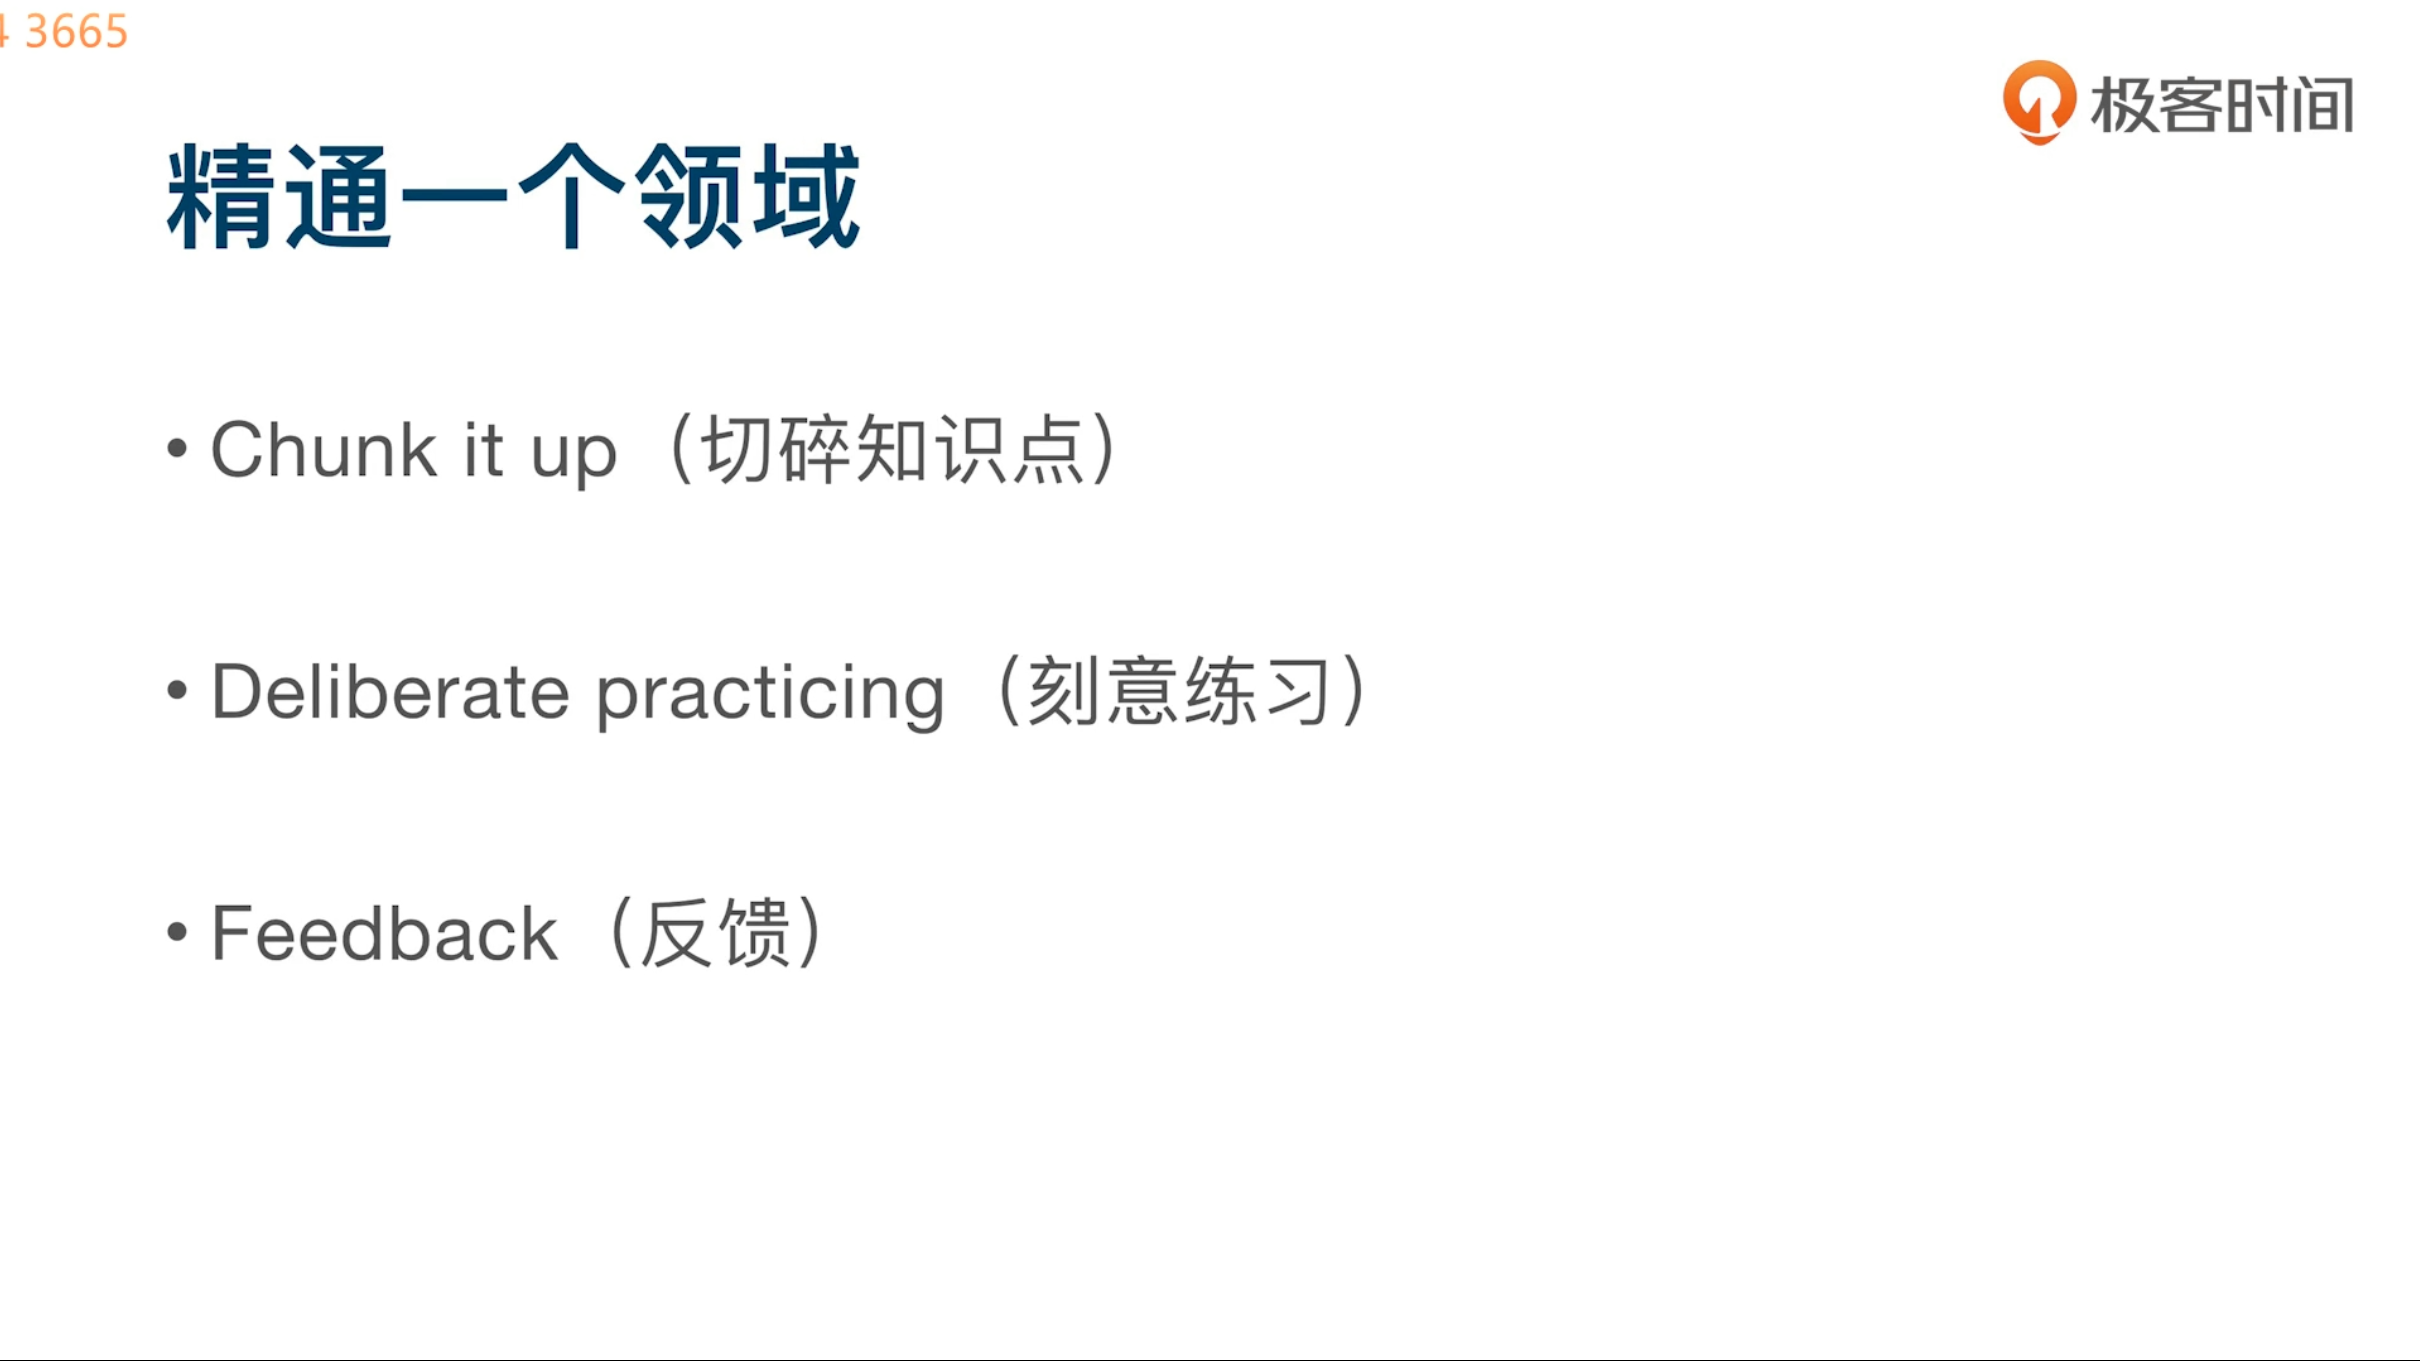 4 3665
极客时间
精通一个领域
• Chunk it up（切碎知识点）
• Deliberate practicing（刻意练习）
• Feedback（反馈）